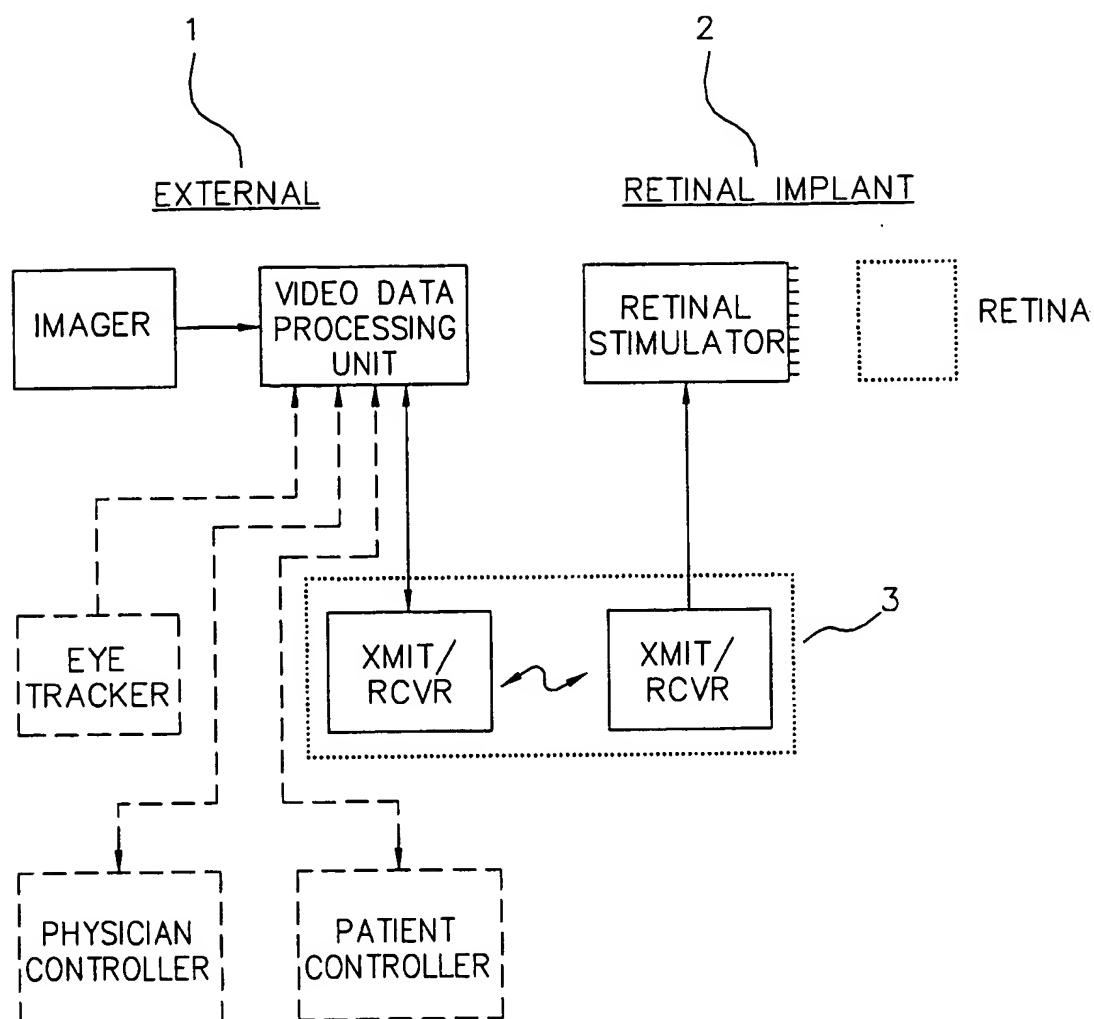 1
2
EXTERNAL
RETINAL IMPLANT
IMAGER
VIDEO DATA
PROCESSING
UNIT
RETINAL
STIMULATOR
RETINA
3
XMIT/
RCVR
XMIT/
RCVR
EYE
TRACKER
PHYSICIAN
CONTROLLER
PATIENT
CONTROLLER